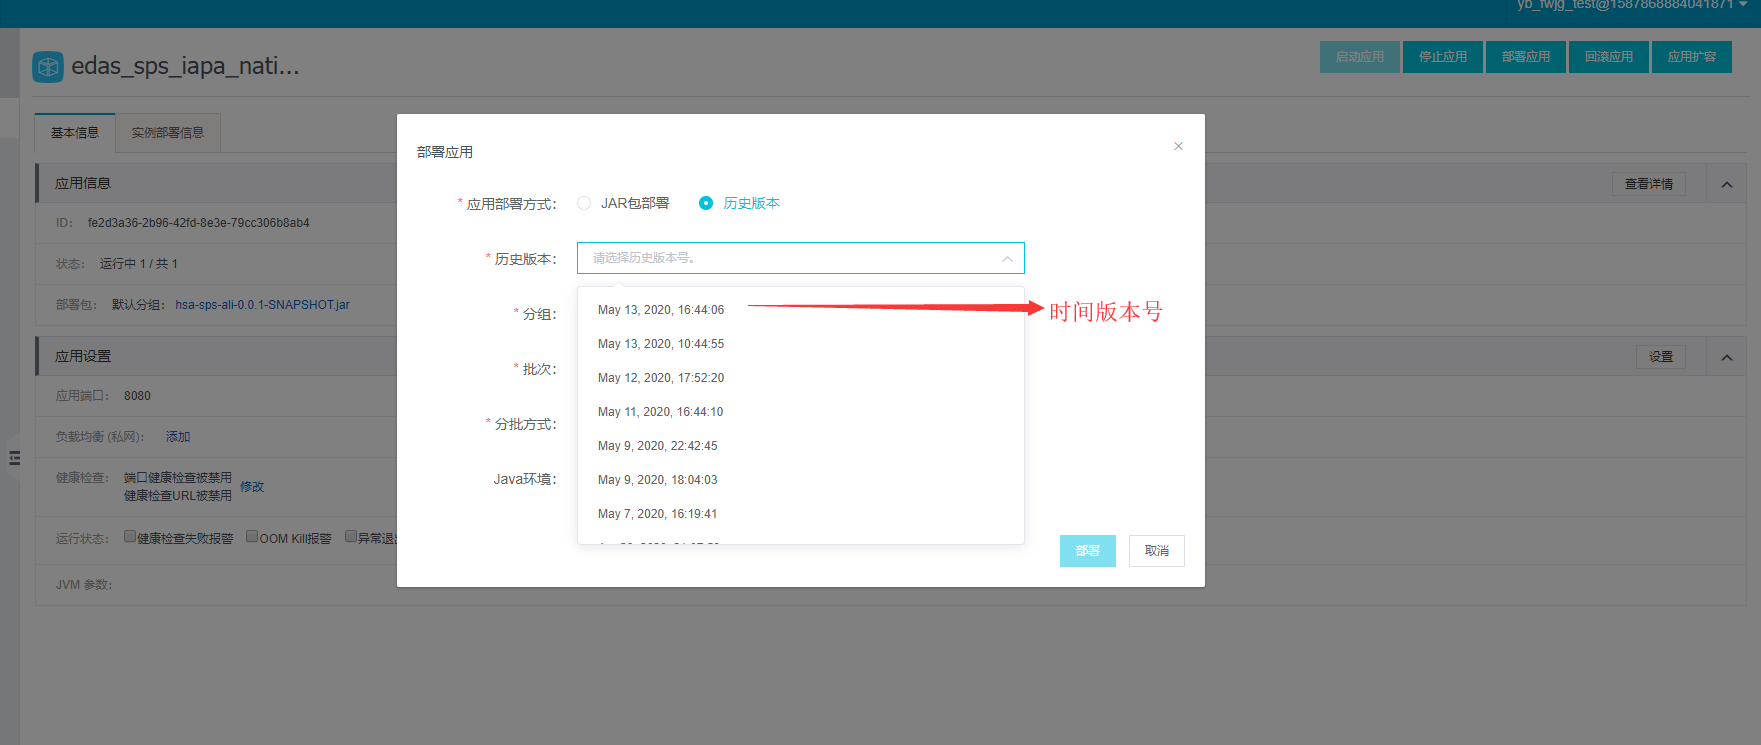 yb_fwjg_test@1587868884041871
edas_sps_iapa_nati...
启动应用 停止应用 部署应用 回滚应用 应用扩容
基本信息 实例部署信息
应用信息 查看详情
ID: fe2d3a36-2b96-42fd-8e3e-79cc306b8ab4
状态: 运行中 1 / 共 1
部署包: 默认分组: hsa-sps-ali-0.0.1-SNAPSHOT.jar
应用设置 设置
应用端口: 8080
负载均衡 (私网): 添加
健康检查: 端口健康检查被禁用
健康检查URL被禁用 修改
运行状态: 健康检查失败报警 OOM Kill报警 异常退
JVM 参数:
部署应用
* 应用部署方式: JAR包部署 历史版本
* 历史版本: 请选择历史版本号。
* 分组:
* 批次:
* 分批方式:
Java环境:
May 13, 2020, 16:44:06
时间版本号
May 13, 2020, 10:44:55
May 12, 2020, 17:52:20
May 11, 2020, 16:44:10
May 9, 2020, 22:42:45
May 9, 2020, 18:04:03
May 7, 2020, 16:19:41
部署 取消